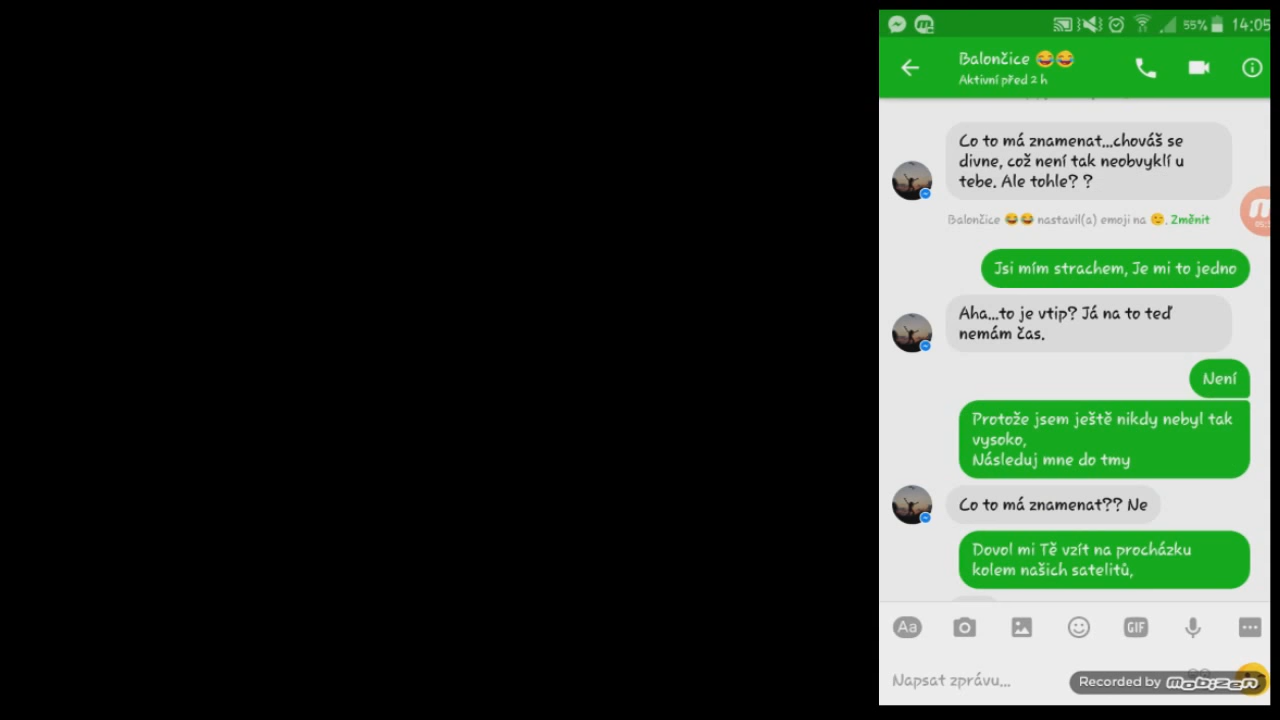 55% 14:05
Balončice 😂😂
Aktivní před 2 h
Co to má znamenat...chováš se
divne, což není tak neobvyklí u
tebe. Ale tohle? ?
Balončice 😂😂 nastavil(a) emoji na 😉. Změnit
Jsi mím strachem, Je mi to jedno
Aha...to je vtip? Já na to teď
nemám čas.
Není
Protože jsem ještě nikdy nebyl tak
vysoko,
Následuj mne do tmy
Co to má znamenat?? Ne
Dovol mi Tě vzít na procházku
kolem našich satelitů,
Aa
GIF
Napsat zprávu...
Recorded by mobizen